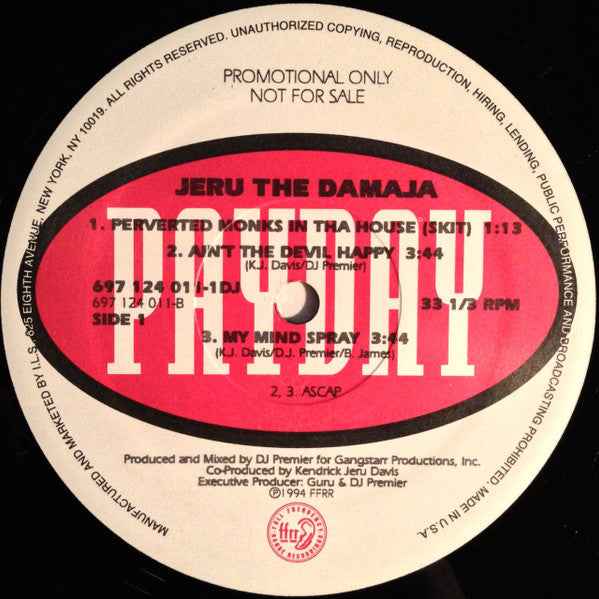 MANUFACTURED AND MARKETED BY I.L.S., 825 EIGHTH AVENUE, NEW YORK, NY 10019. ALL RIGHTS RESERVED. UNAUTHORIZED COPYING, REPRODUCTION, HIRING, LENDING, PUBLIC PERFORMANCE AND BROADCASTING PROHIBITED. MADE IN U.S.A.
PROMOTIONAL ONLY
NOT FOR SALE
PAYDAY
JERU THE DAMAJA
1. PERVERTED MONKS IN THA HOUSE (SKIT) 1:13
2. AIN'T THE DEVIL HAPPY 3:44
(K.J. Davis/DJ Premier)
697 124 011-1DJ
697 124 011-B
SIDE 1
33 1/3 RPM
3. MY MIND SPRAY 3:44
(K.J. Davis/D.J. Premier/B. James)
2, 3. ASCAP
Produced and Mixed by DJ Premier for Gangstarr Productions, Inc.
Co-Produced by Kendrick Jeru Davis
Executive Producer: Guru & DJ Premier
℗1994 FFRR
FULL FREQUENCY
ffrr
DANCE RECORDINGS